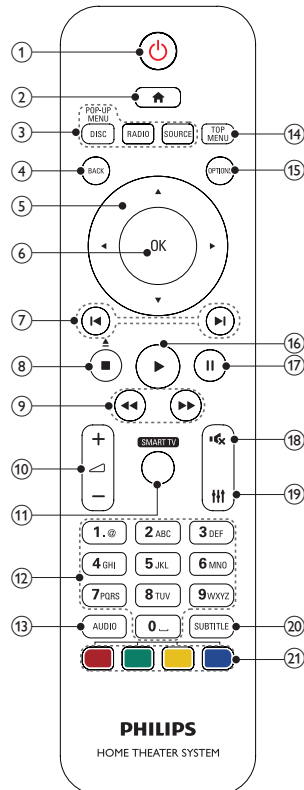 1
2
POP-UP
MENU
3 DISC RADIO SOURCE TOP
MENU 14
4 BACK OPTIONS 15
5
6 OK
7
16
8 17
9
+ SMART TV 18
10
− 19
11
1.@ 2 ABC 3 DEF
12 4 GHI 5 JKL 6 MNO
7 PQRS 8 TUV 9 WXYZ
13 AUDIO 0 SUBTITLE 20
21
PHILIPS
HOME THEATER SYSTEM